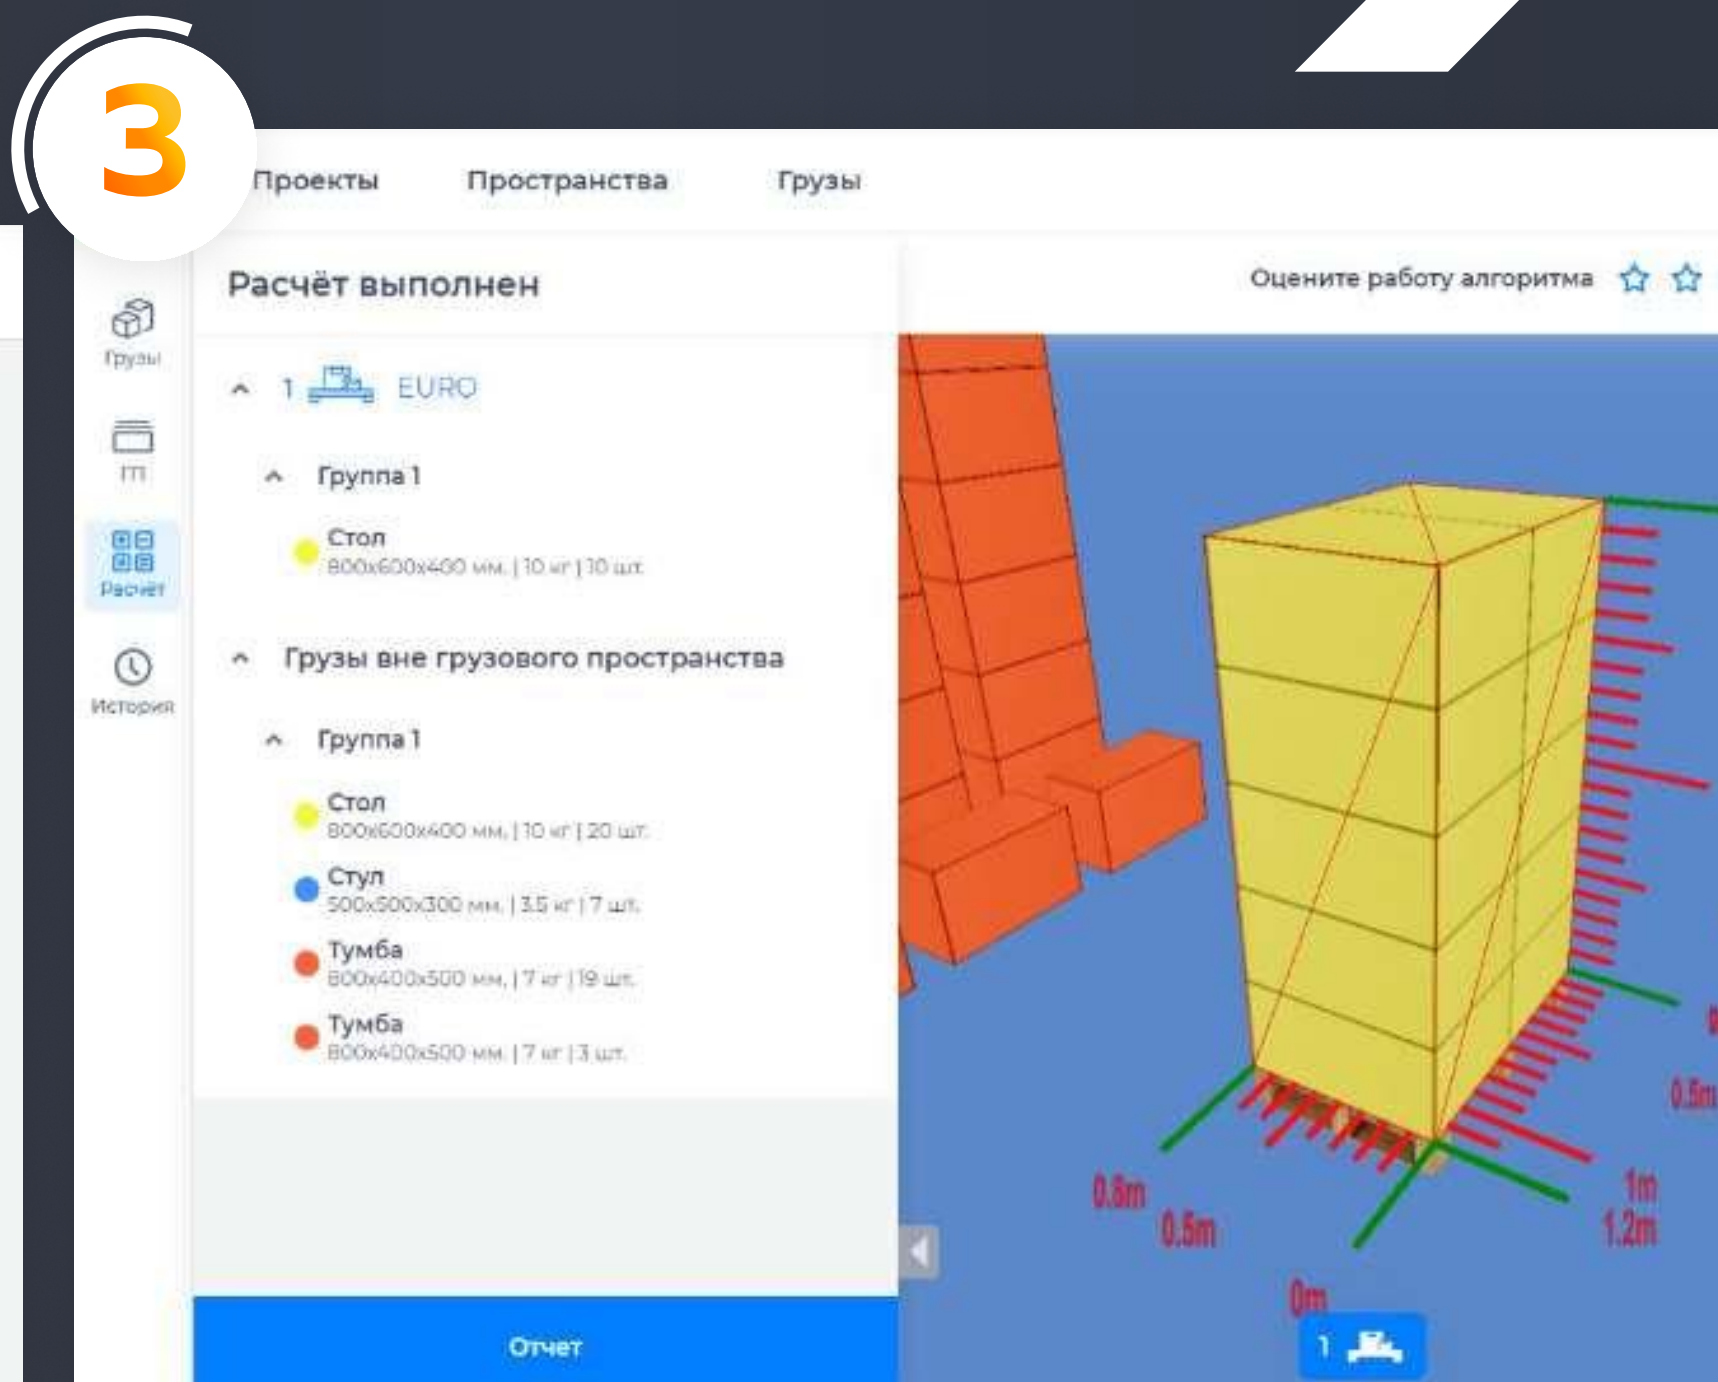 3
Проекты Пространства Грузы
Расчёт выполнен
Оцените работу алгоритма
Грузы
ГП
Расчёт
История
1 EURO
Группа 1
Стол
800x600x400 мм. | 10 кг | 10 шт.
Грузы вне грузового пространства
Группа 1
Стол
800x600x400 мм. | 10 кг | 20 шт.
Стул
500x500x300 мм. | 3.5 кг | 7 шт.
Тумба
800x400x500 мм. | 7 кг | 19 шт.
Тумба
800x400x500 мм. | 7 кг | 3 шт.
Отчет
0.5m
0.8m
0.5m
1m
1.2m
0m
1